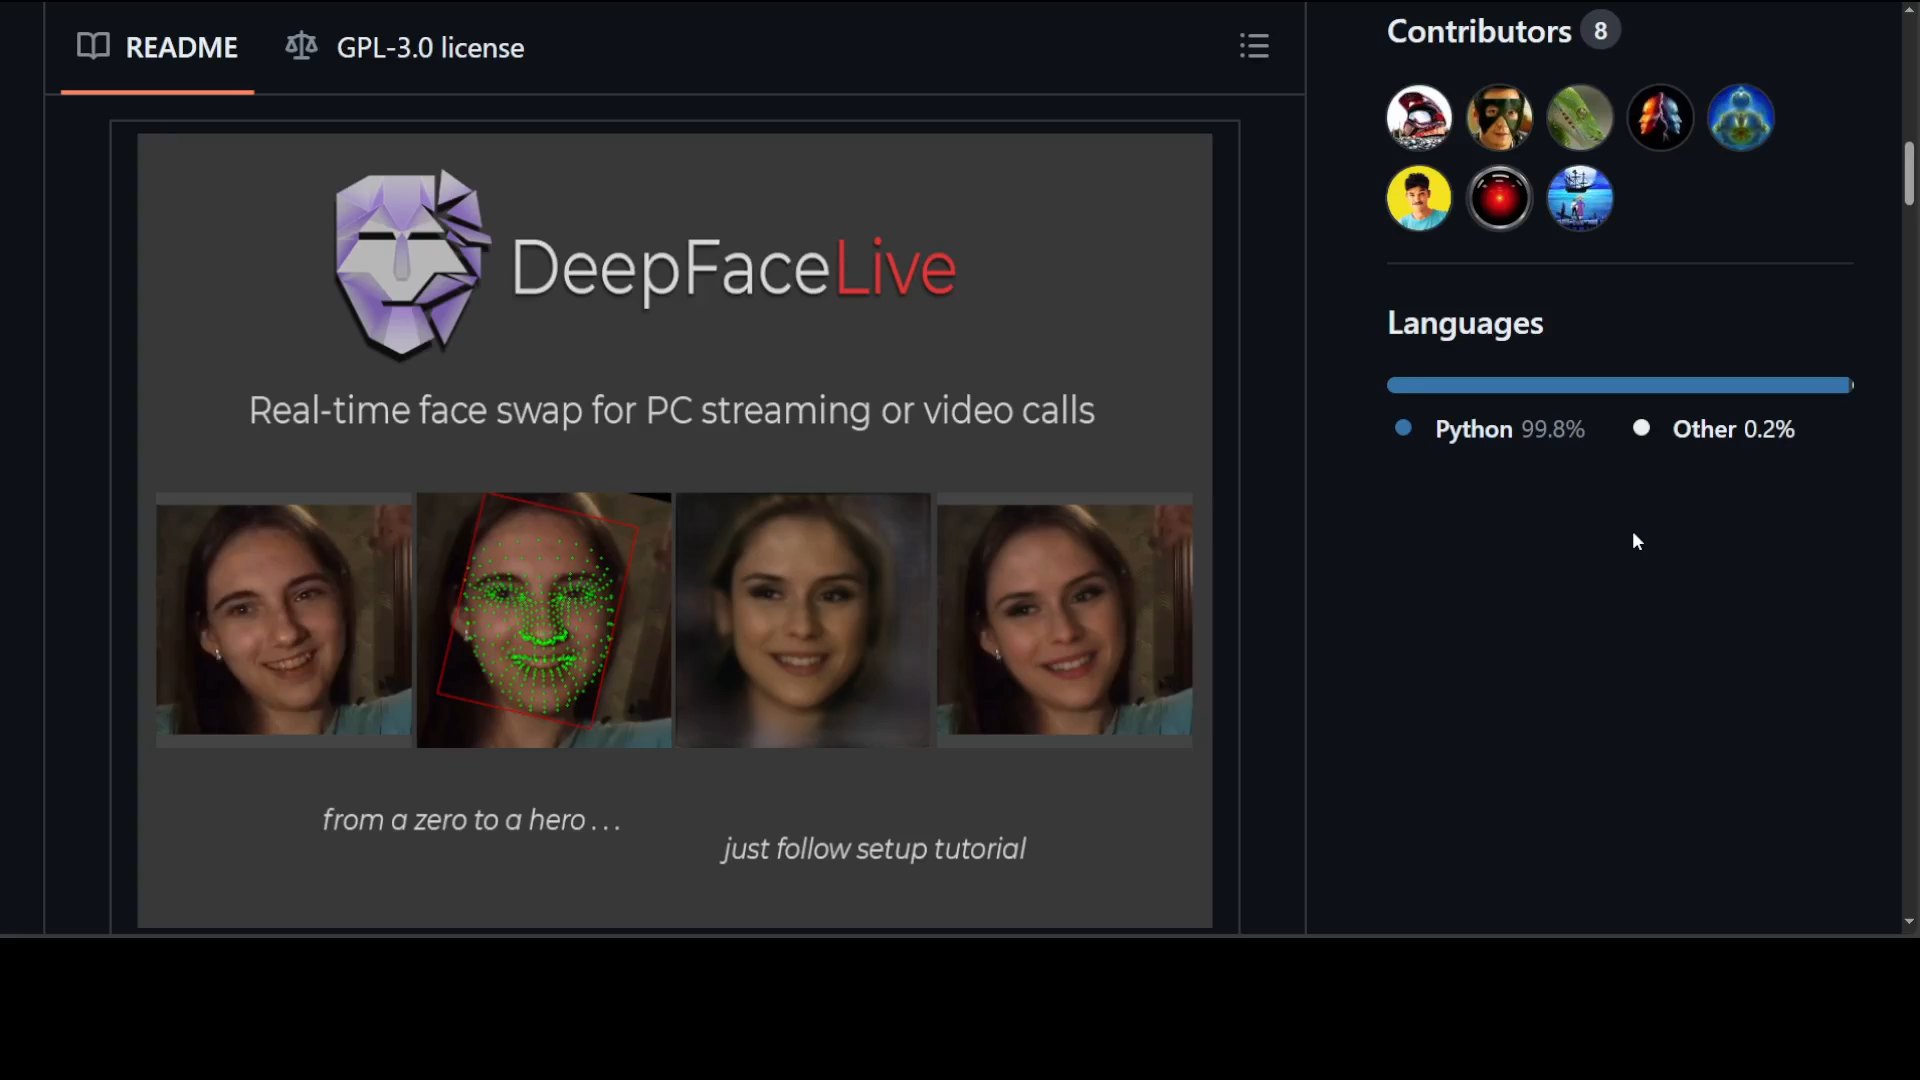 README
GPL-3.0 license
DeepFaceLive
Real-time face swap for PC streaming or video calls
from a zero to a hero . . .
just follow setup tutorial
Contributors 8
Languages
Python 99.8%
Other 0.2%